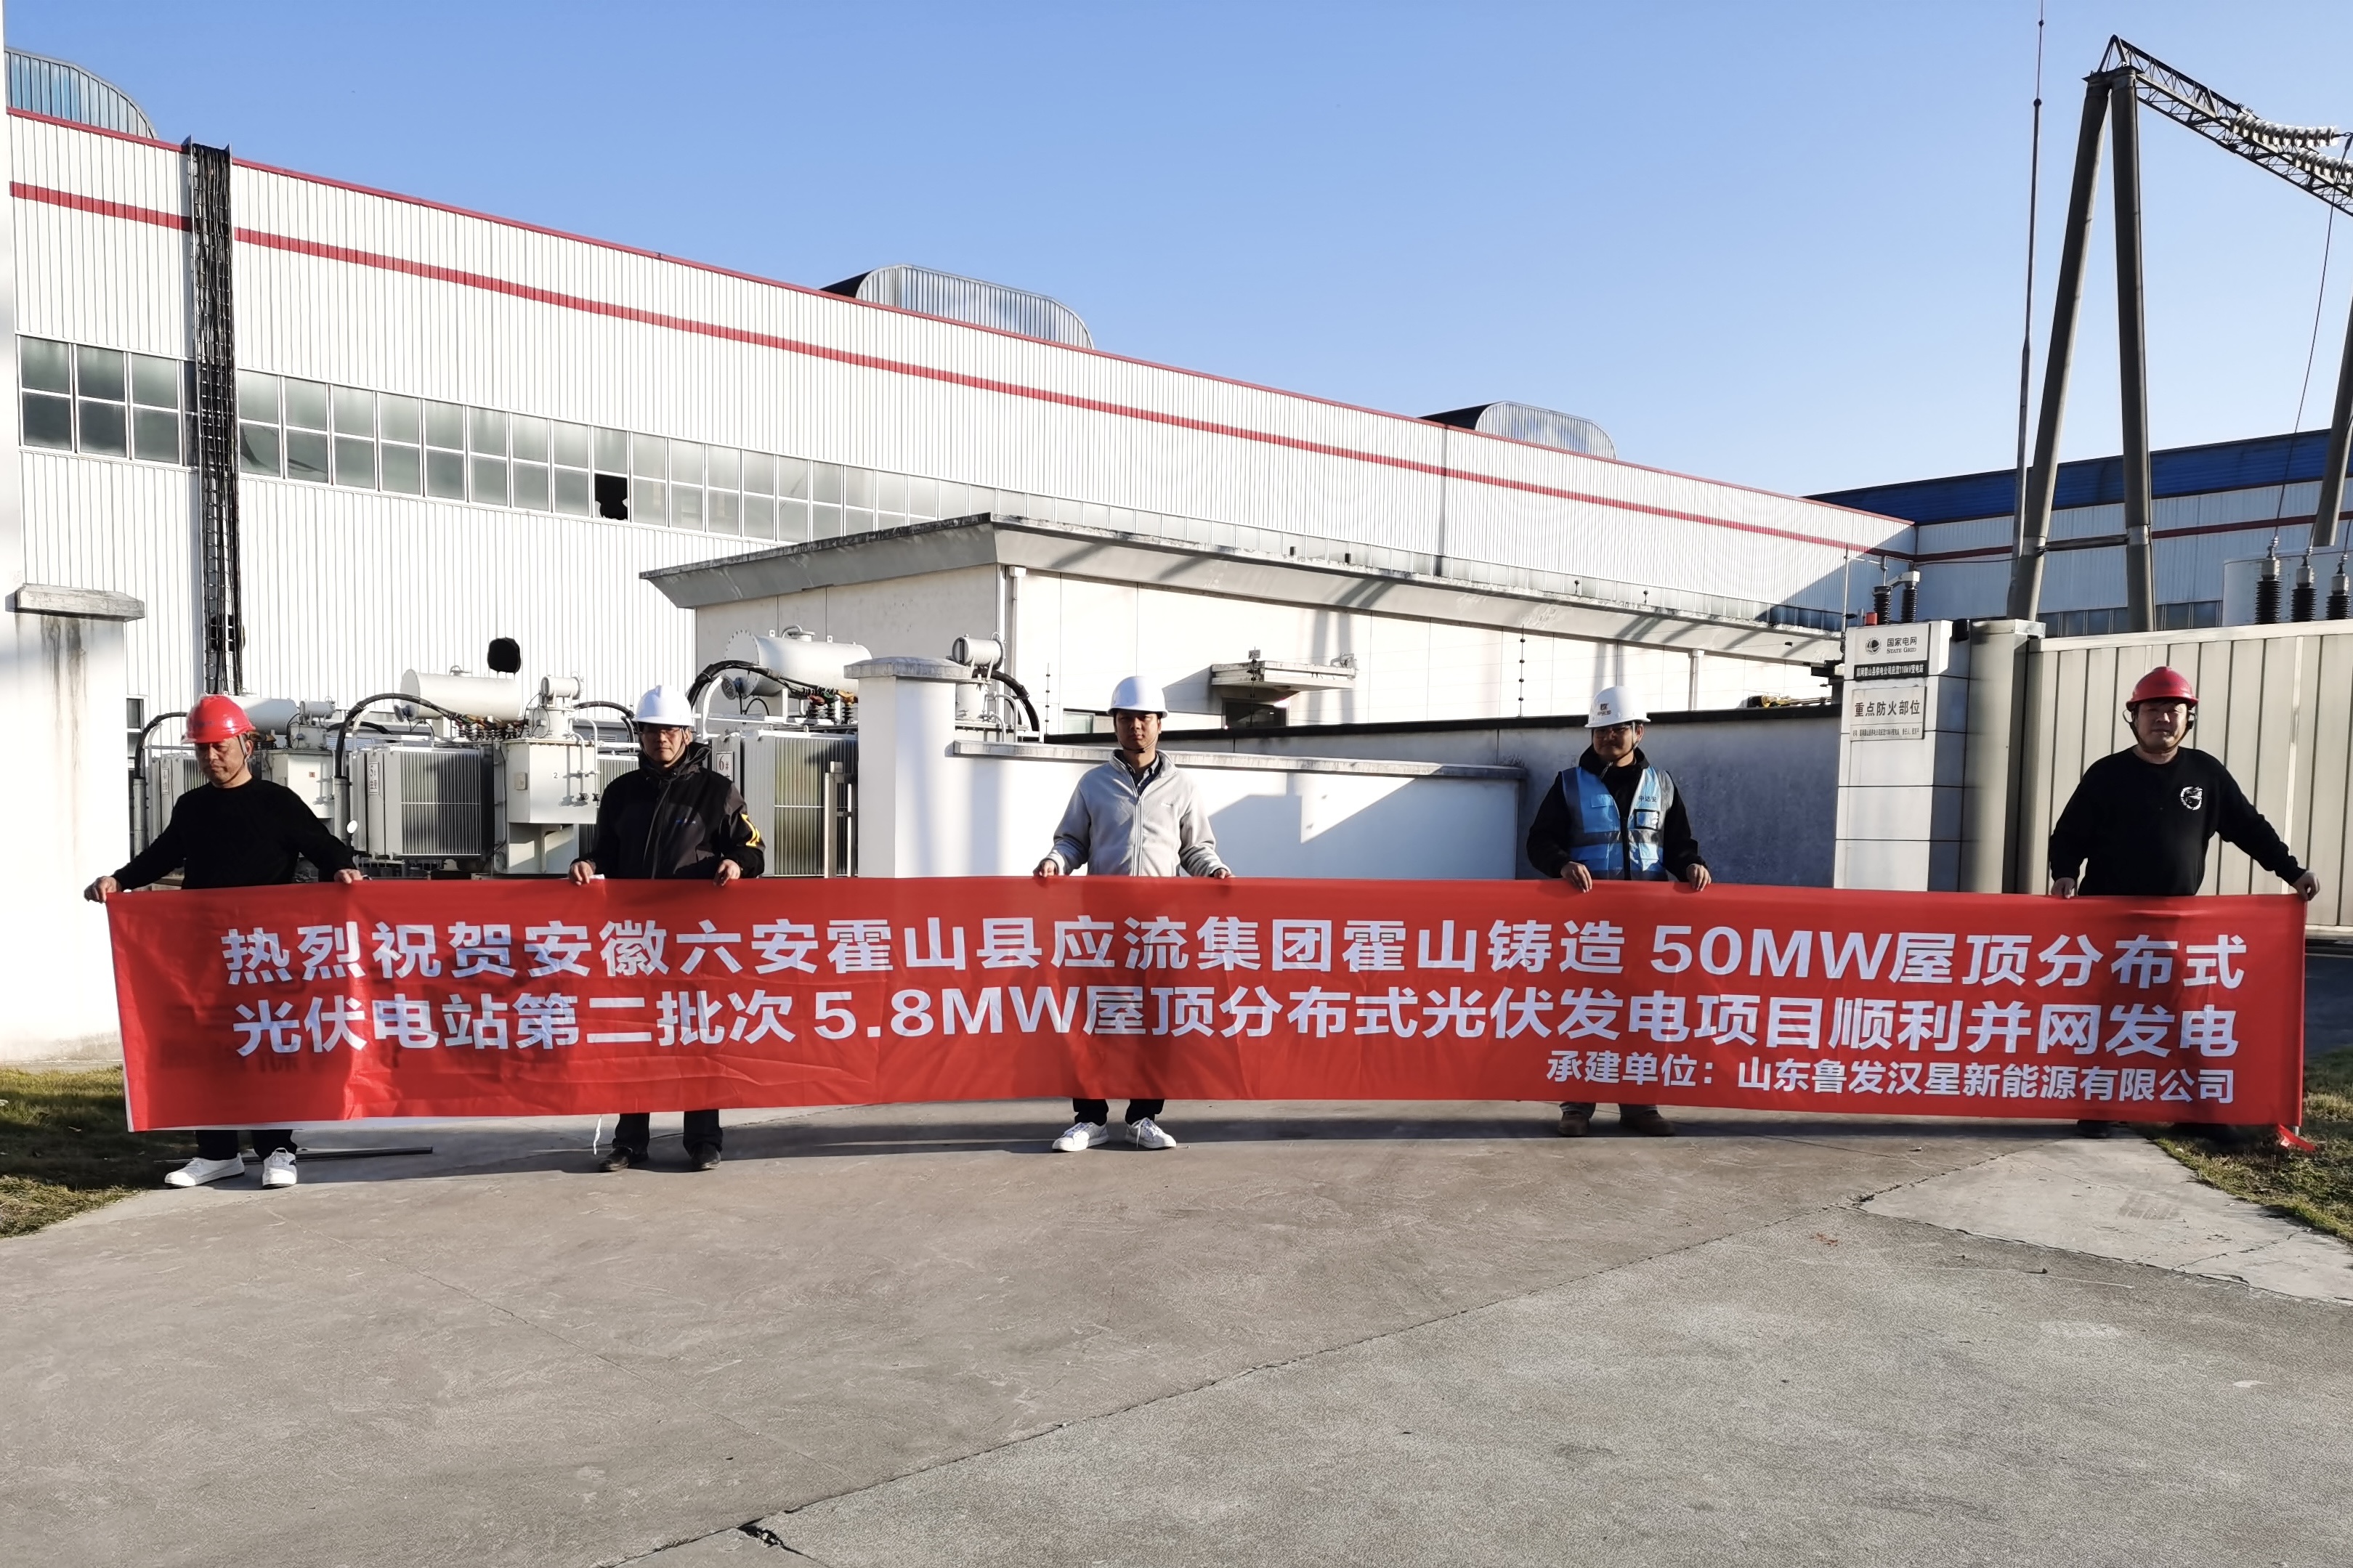 国家电网
STATE GRID
重点防火部位
6#
2
热烈祝贺安徽六安霍山县应流集团霍山铸造 50MW屋顶分布式
光伏电站第二批次 5.8MW屋顶分布式光伏发电项目顺利并网发电
承建单位：山东鲁发汉星新能源有限公司